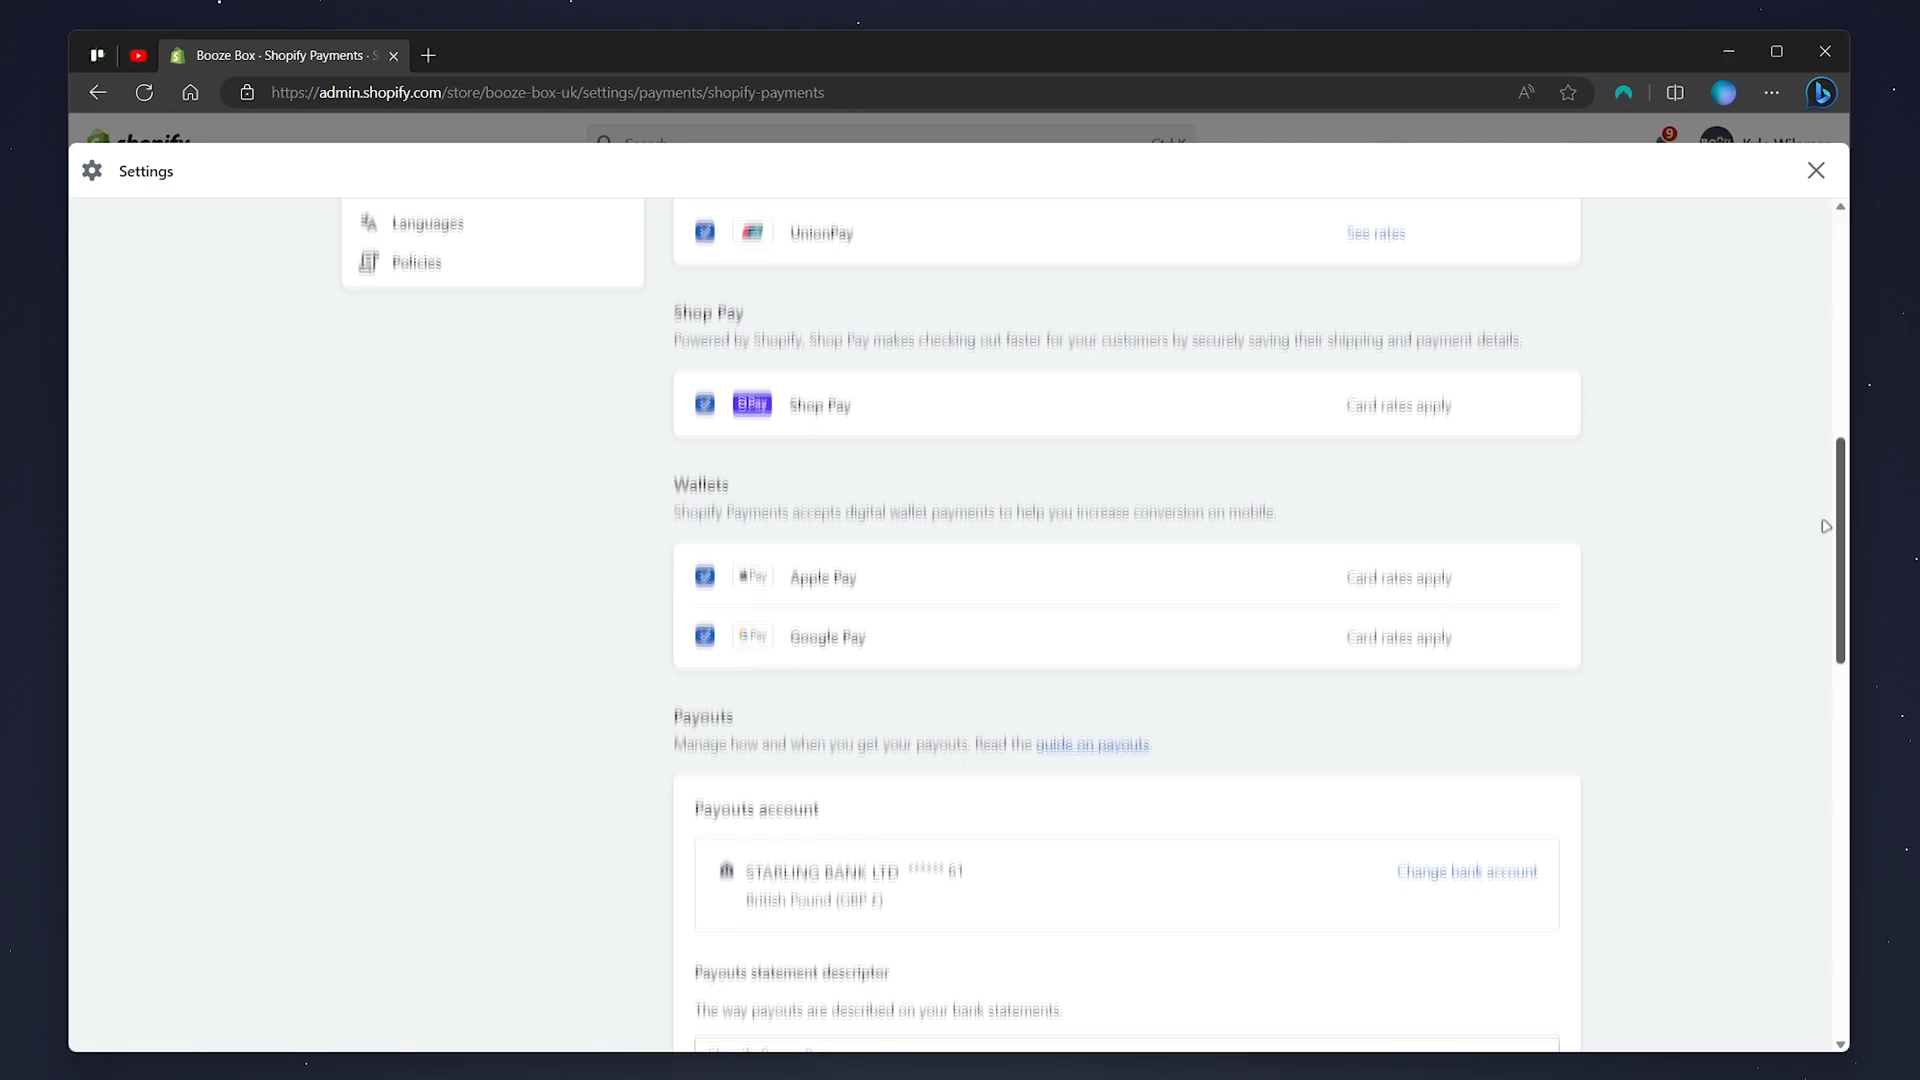 Booze Box · Shopify Payments · S
https://admin.shopify.com/store/booze-box-uk/settings/payments/shopify-payments
shopify
Search
Ctrl K
9
Settings
Languages
Policies
UnionPay
See rates
Shop Pay
Powered by Shopify, Shop Pay makes checking out faster for your customers by securely saving their shipping and payment details.
Pay
Shop Pay
Card rates apply
Wallets
Shopify Payments accepts digital wallet payments to help you increase conversion on mobile.
Pay
Apple Pay
Card rates apply
G Pay
Google Pay
Card rates apply
Payouts
Manage how and when you get your payouts. Read the guide on payouts.
Payouts account
STARLING BANK LTD ****** 61
Change bank account
British Pound (GBP £)
Payouts statement descriptor
The way payouts are described on your bank statements.